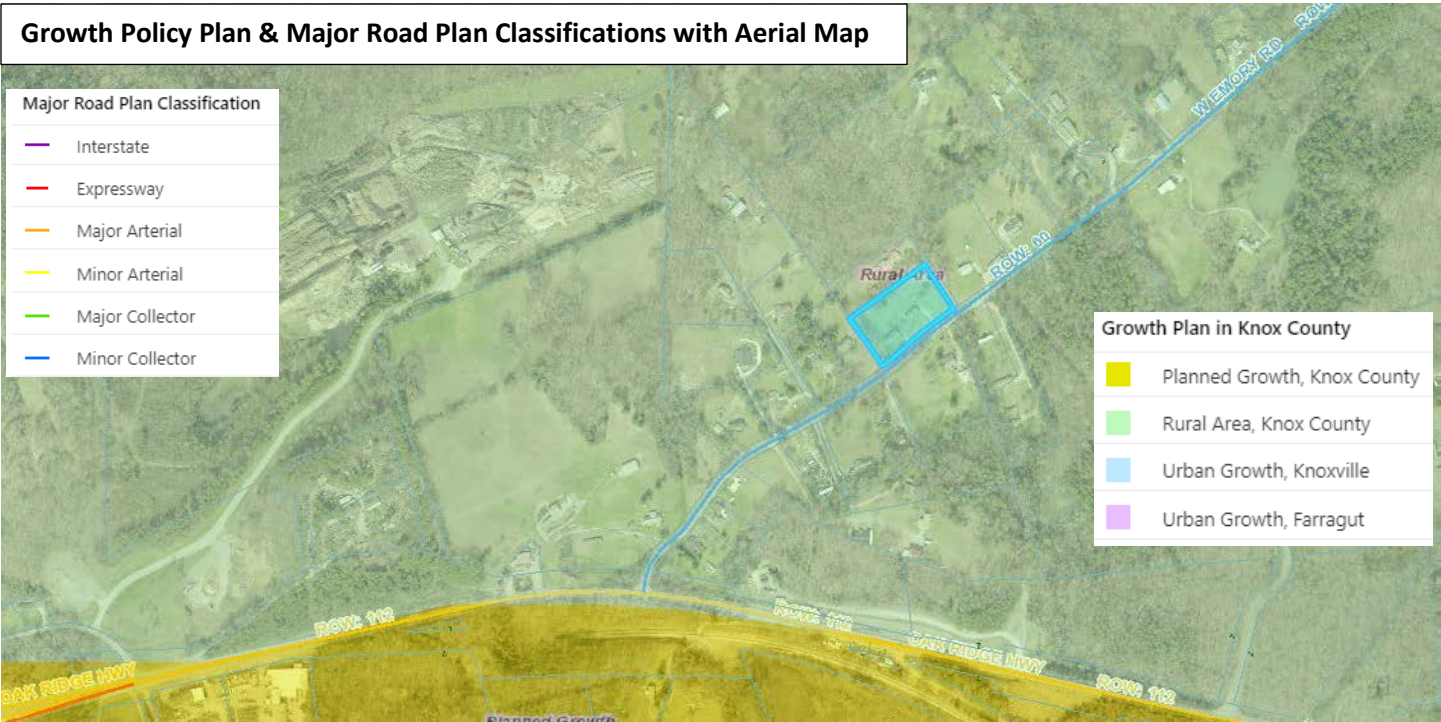 Growth Policy Plan & Major Road Plan Classifications with Aerial Map
Major Road Plan Classification
Interstate
Expressway
Major Arterial
Minor Arterial
Major Collector
Minor Collector
ROW
W EMORY RD
ROW: 60
Rural Area
Growth Plan in Knox County
Planned Growth, Knox County
Rural Area, Knox County
Urban Growth, Knoxville
Urban Growth, Farragut
ROW: 112
ROW: 112
OAK RIDGE HWY
ROW: 112
OAK RIDGE HWY
Planned Growth